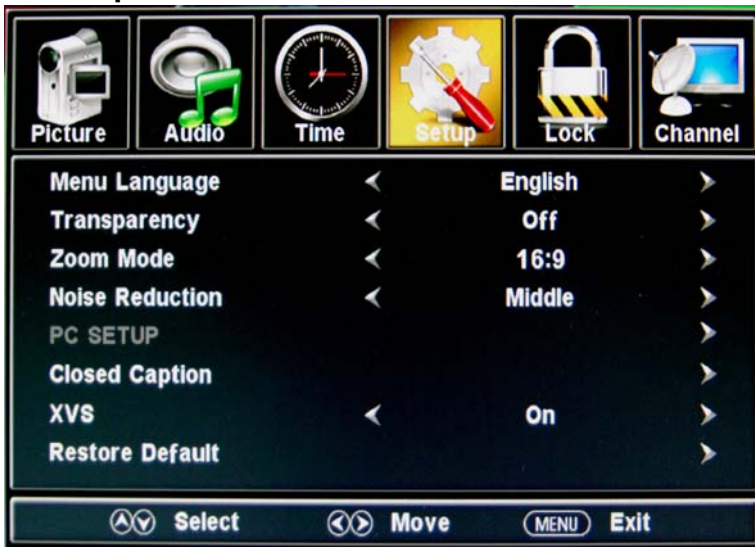 Picture Audio Time Setup Lock Channel
Menu Language English
Transparency Off
Zoom Mode 16:9
Noise Reduction Middle
PC SETUP
Closed Caption
XVS On
Restore Default
Select Move MENU Exit